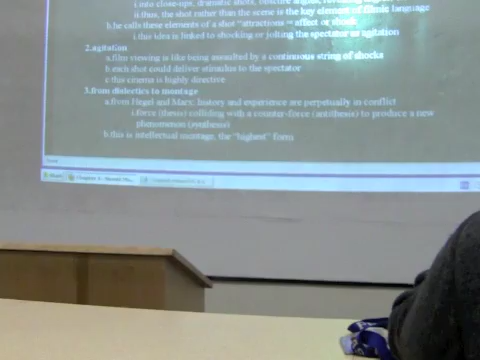 i.into close-ups, dramatic shots, obscure angles, revealing
ii.thus, the shot rather than the scene is the key element of filmic language
b.he calls these elements of a shot "attractions = affect or shock
i.this idea is linked to shocking or jolting the spectator as agitation
2.agitation
a.film viewing is like being assaulted by a continuous string of shocks
b.each shot could deliver stimulus to the spectator
c.this cinema is highly directive
3.from dialectics to montage
a.from Hegel and Marx: history and experience are perpetually in conflict
i.force (thesis) colliding with a counter-force (antithesis) to produce a new
phenomenon (synthesis)
b.this is intellectual montage, the "highest" form